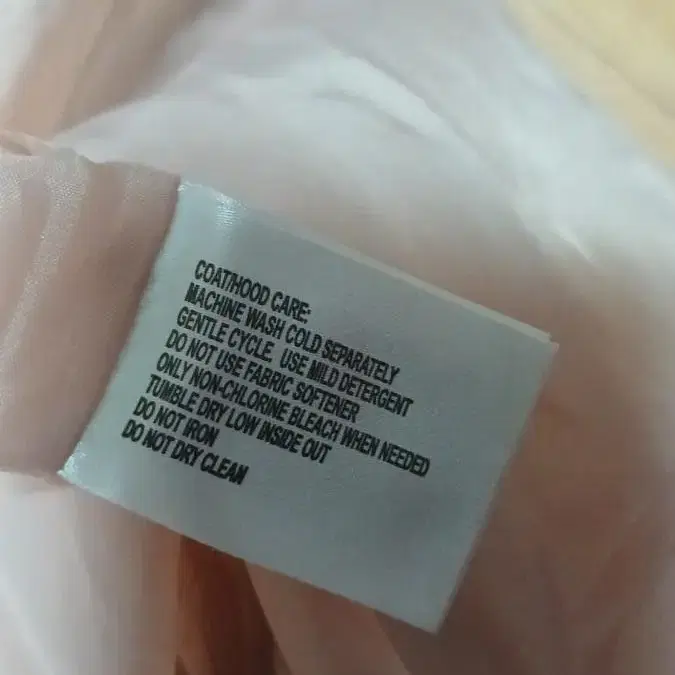 COAT/HOOD CARE:
MACHINE WASH COLD SEPARATELY
GENTLE CYCLE. USE MILD DETERGENT
DO NOT USE FABRIC SOFTENER
ONLY NON-CHLORINE BLEACH WHEN NEEDED
TUMBLE DRY LOW INSIDE OUT
DO NOT IRON
DO NOT DRY CLEAN